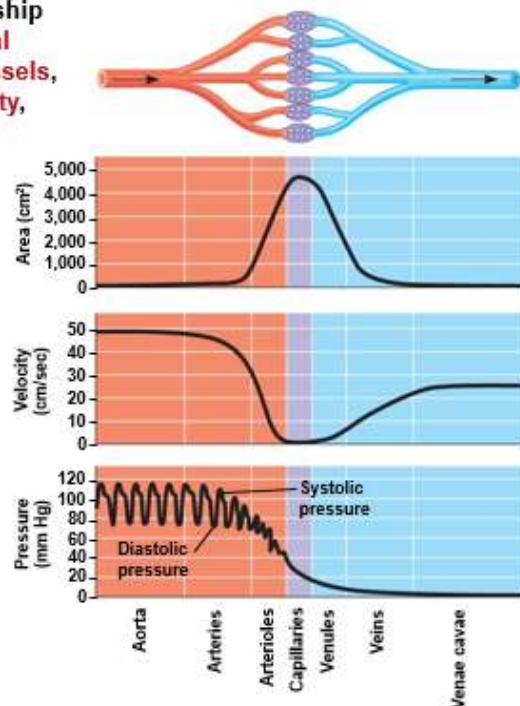 ship
l
ssels,
ty,
Area (cm²)
5,000
4,000
3,000
2,000
1,000
0
Velocity
(cm/sec)
50
40
30
20
10
0
Pressure
(mm Hg)
120
100
80
60
40
20
0
Systolic
pressure
Diastolic
pressure
Aorta
Arteries
Arterioles
Capillaries
Venules
Veins
Venae cavae